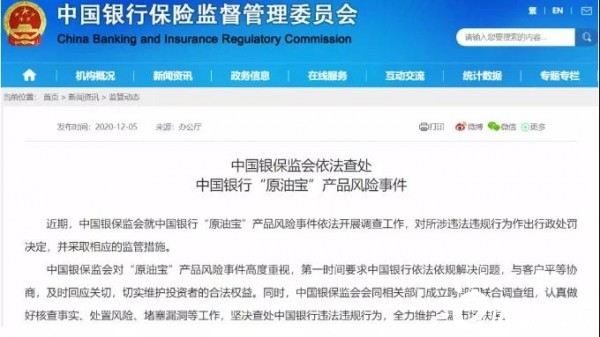 中国银行保险监督管理委员会
China Banking and Insurance Regulatory Commission
繁 | EN
请输入您要搜索的内容...
机构概况 新闻资讯 政务信息 在线服务 互动交流 统计数据 专题专栏
当前位置：首页 > 新闻资讯 > 监管动态
发布时间：2020-12-05 来源：办公厅 打印 微博 微信 更多
中国银保监会依法查处
中国银行“原油宝”产品风险事件
近期，中国银保监会就中国银行“原油宝”产品风险事件依法开展调查工作，对所涉违法违规行为作出行政处罚
决定，并采取相应的监管措施。
中国银保监会对“原油宝”产品风险事件高度重视，第一时间要求中国银行依法依规解决问题，与客户平等协
商，及时回应关切，切实维护投资者的合法权益。同时，中国银保监会会同相关部门成立跨部门联合调查组，认真做
好核查事实、处置风险、堵塞漏洞等工作，坚决查处中国银行违法违规行为，全力维护